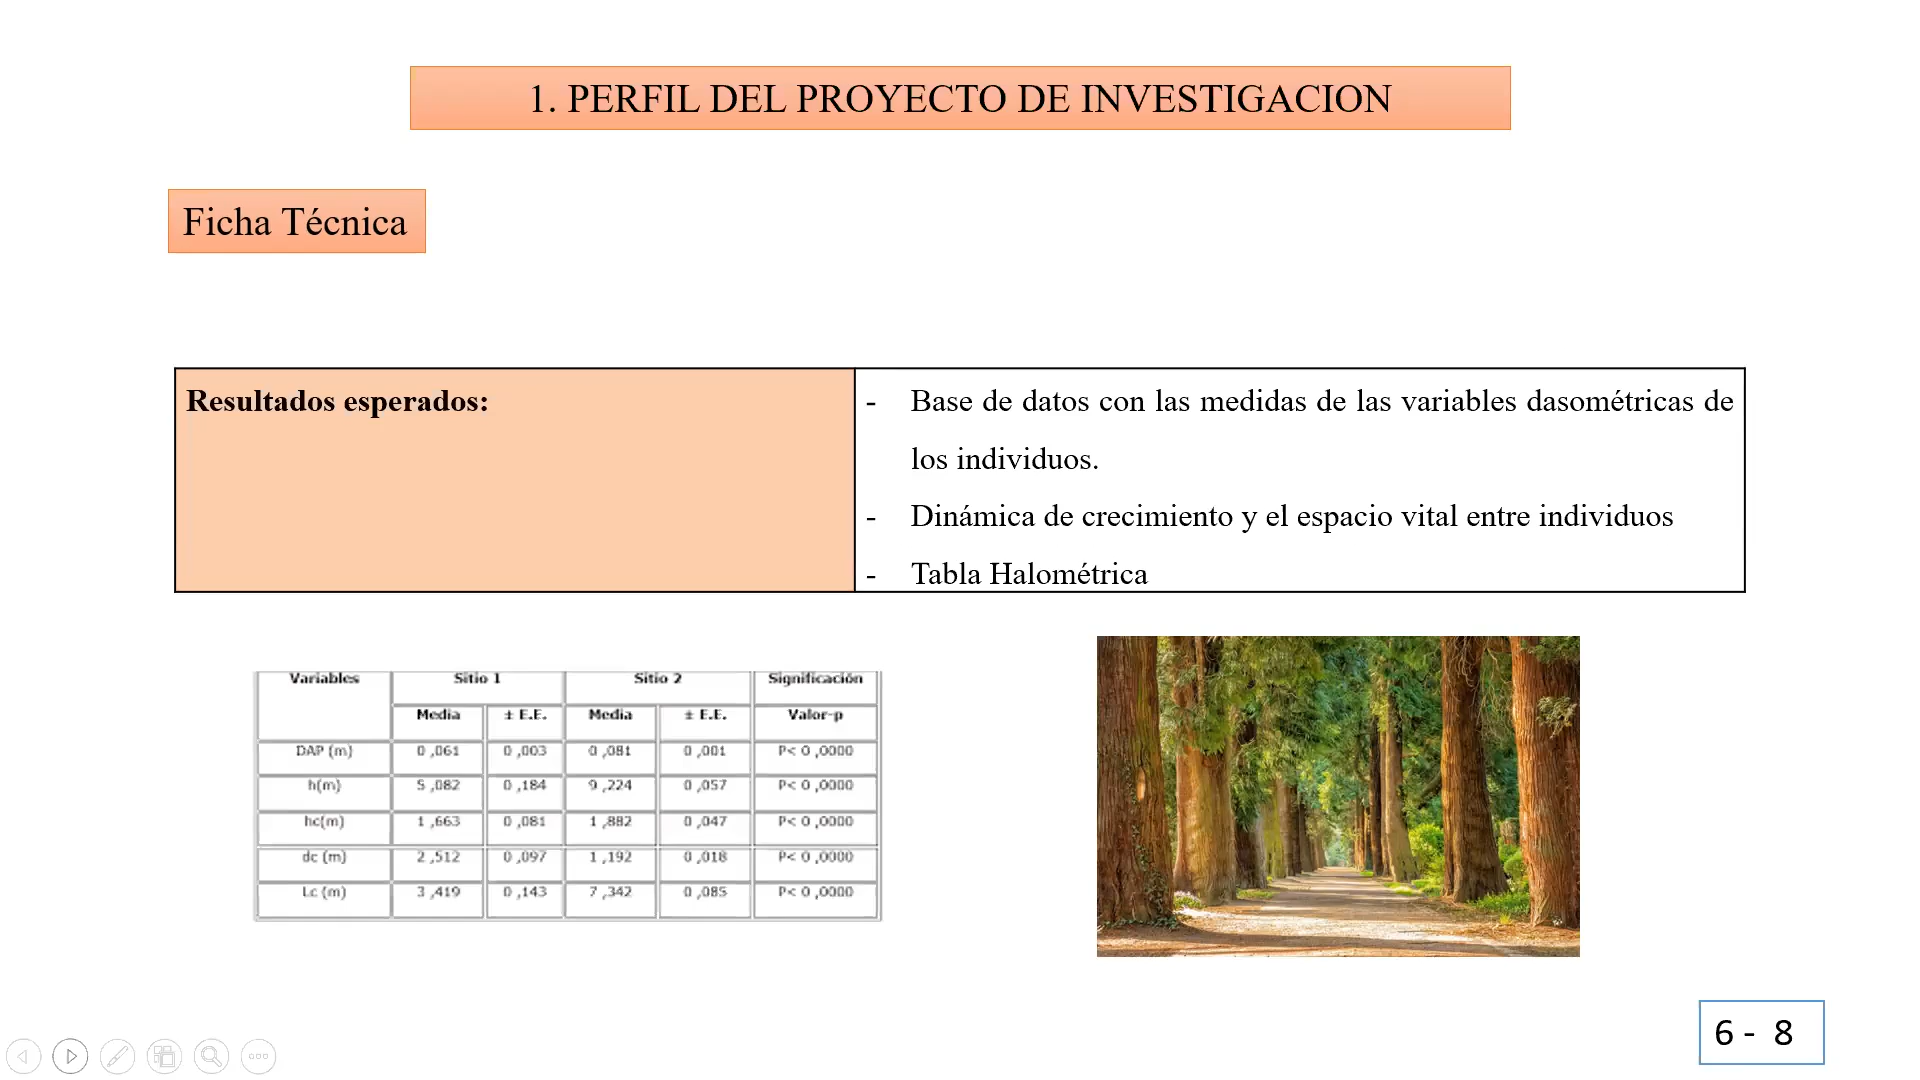 1. PERFIL DEL PROYECTO DE INVESTIGACION
Ficha Técnica
Resultados esperados:
- Base de datos con las medidas de las variables dasométricas de
los individuos.
- Dinámica de crecimiento y el espacio vital entre individuos
- Tabla Halométrica
Variables Sitio 1 Sitio 2 Significación
Media ± E.E. Media ± E.E. Valor-p
DAP (m) 0 ,061 0 ,003 0 ,081 0 ,001 P< 0 ,0000
h(m) 5 ,082 0 ,184 9 ,224 0 ,057 P< 0 ,0000
hc(m) 1 ,663 0 ,081 1 ,882 0 ,047 P< 0 ,0000
dc (m) 2 ,512 0 ,097 1 ,192 0 ,018 P< 0 ,0000
Lc (m) 3 ,419 0 ,143 7 ,342 0 ,085 P< 0 ,0000
6 - 8